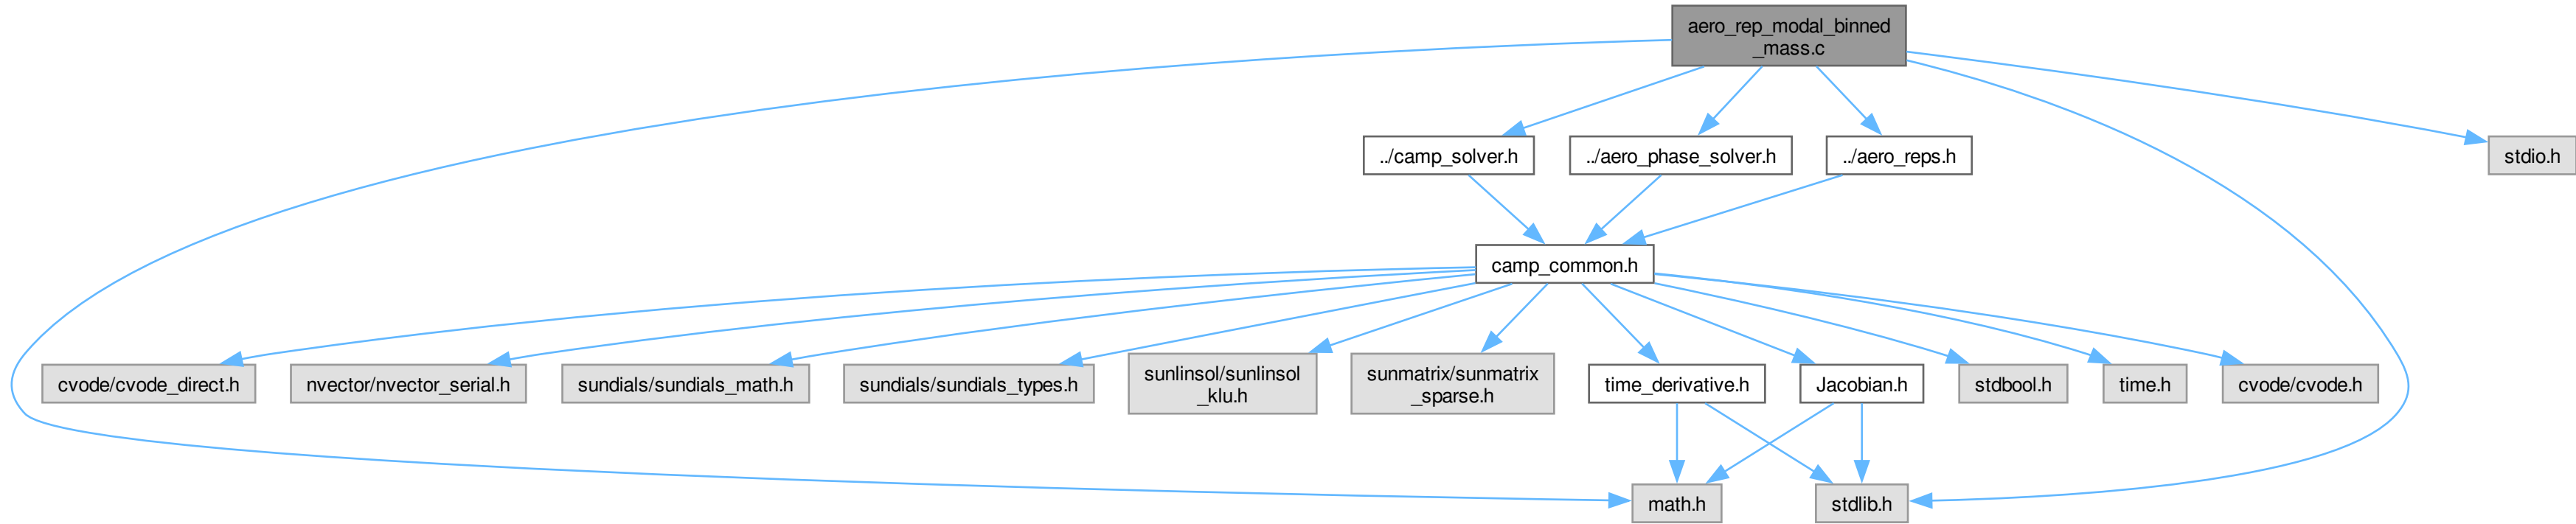 aero_rep_modal_binned
_mass.c
../camp_solver.h
../aero_phase_solver.h
../aero_reps.h
stdio.h
camp_common.h
cvode/cvode_direct.h
nvector/nvector_serial.h
sundials/sundials_math.h
sundials/sundials_types.h
sunlinsol/sunlinsol
_klu.h
sunmatrix/sunmatrix
_sparse.h
time_derivative.h
Jacobian.h
stdbool.h
time.h
cvode/cvode.h
math.h
stdlib.h